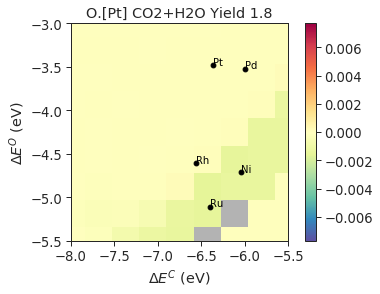 O.[Pt] CO2+H2O Yield 1.8
−3.0
−3.5
−4.0
−4.5
−5.0
−5.5
ΔE^O (eV)
Pt
Pd
Rh
Ni
Ru
−8.0 −7.5 −7.0 −6.5 −6.0 −5.5
ΔE^C (eV)
0.006
0.004
0.002
0.000
−0.002
−0.004
−0.006